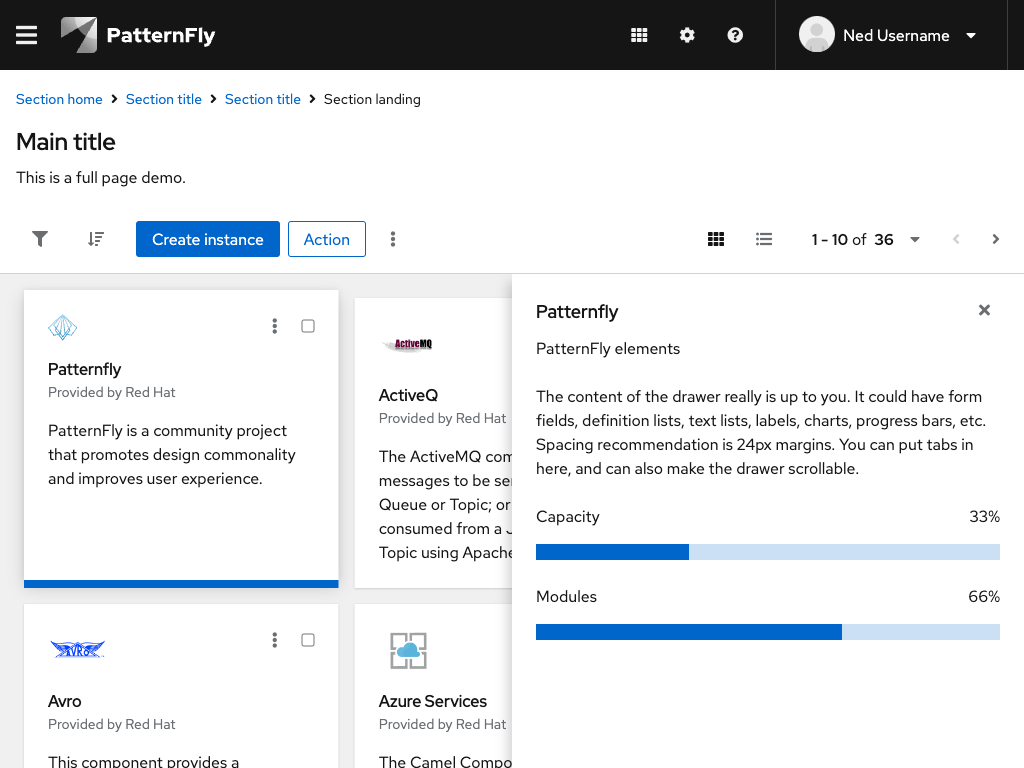 PatternFly
Ned Username
Section home
Section title
Section title
Section landing
Main title
This is a full page demo.
Create instance
Action
1 - 10 of 36
Patternfly
Provided by Red Hat
PatternFly is a community project
that promotes design commonality
and improves user experience.
ActiveMQ
ActiveQ
Provided by Red Hat
The ActiveMQ com
messages to be se
Queue or Topic; or
consumed from a J
Topic using Apache
AVRO
Avro
Provided by Red Hat
This component provides a
Azure Services
Provided by Red Hat
The Camel Compo
Patternfly
PatternFly elements
The content of the drawer really is up to you. It could have form
fields, definition lists, text lists, labels, charts, progress bars, etc.
Spacing recommendation is 24px margins. You can put tabs in
here, and can also make the drawer scrollable.
Capacity
33%
Modules
66%